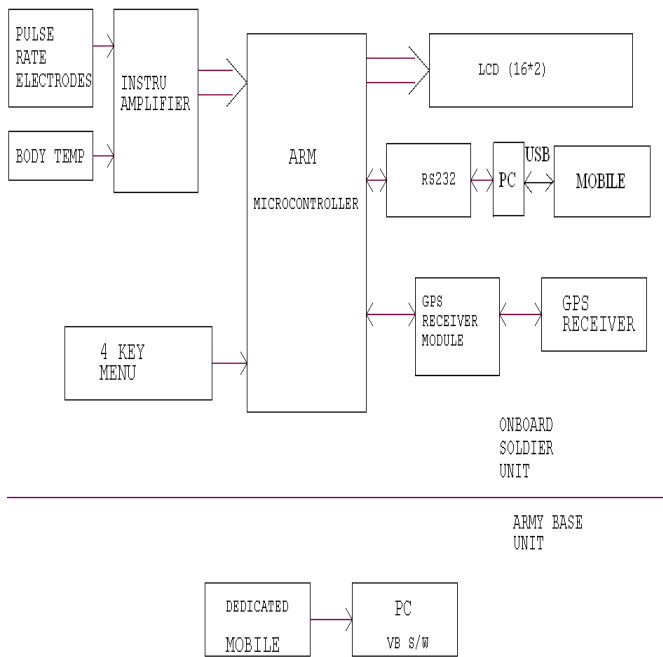 PULSE
RATE
ELECTRODES
INSTRU
AMPLIFIER
BODY TEMP
ARM
MICROCONTROLLER
LCD (16*2)
RS232
PC
USB
MOBILE
GPS
RECEIVER
MODULE
GPS
RECEIVER
4 KEY
MENU
ONBOARD
SOLDIER
UNIT
ARMY BASE
UNIT
DEDICATED
MOBILE
PC
VB S/W